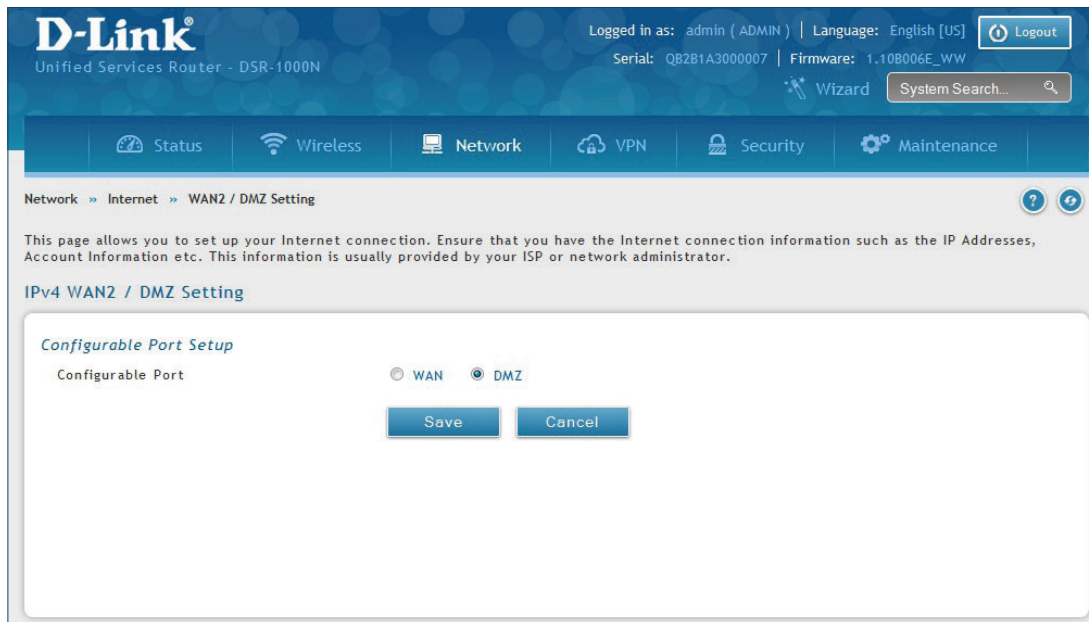 D-Link®
Unified Services Router - DSR-1000N
Logged in as: admin ( ADMIN ) | Language: English [US]
Logout
Serial: QB2B1A3000007 | Firmware: 1.10B006E_WW
Wizard
System Search...
Status Wireless Network VPN Security Maintenance
Network » Internet » WAN2 / DMZ Setting
?
This page allows you to set up your Internet connection. Ensure that you have the Internet connection information such as the IP Addresses,
Account Information etc. This information is usually provided by your ISP or network administrator.
IPv4 WAN2 / DMZ Setting
Configurable Port Setup
Configurable Port WAN DMZ
Save Cancel